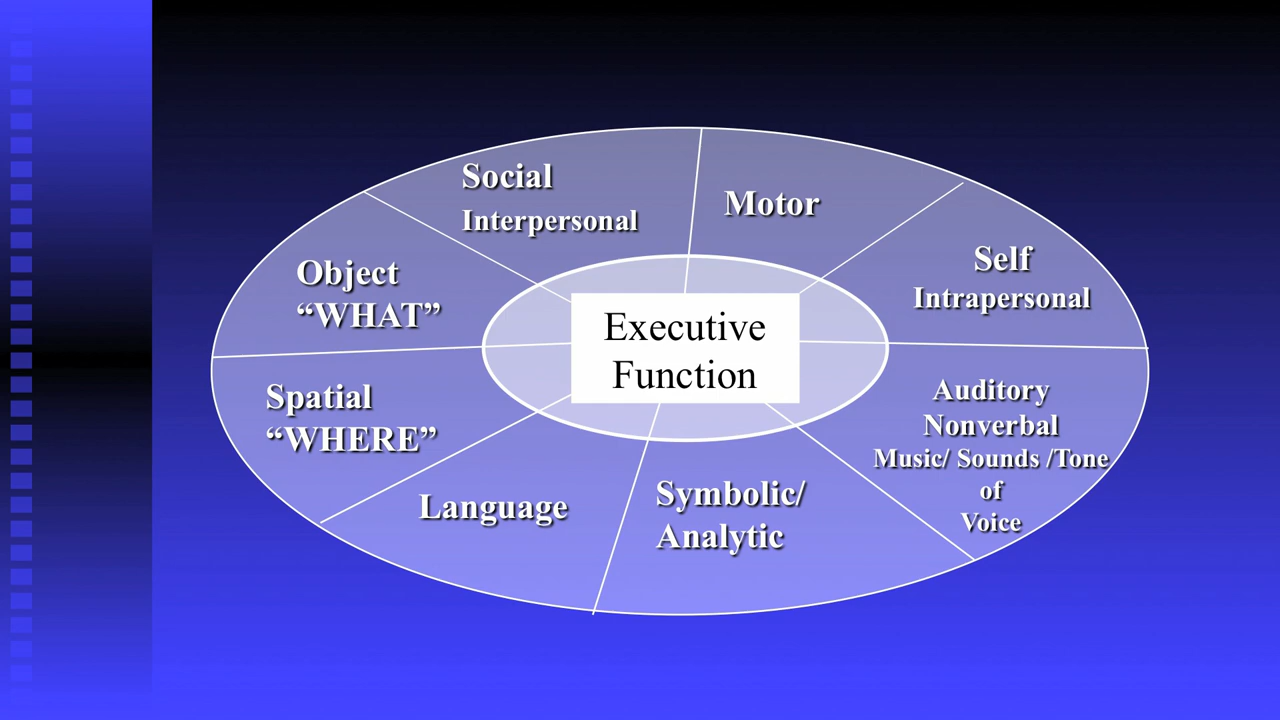 Social
Interpersonal
Motor
Self
Intrapersonal
Object
“WHAT”
Executive
Function
Spatial
“WHERE”
Auditory
Nonverbal
Music/ Sounds /Tone
of
Voice
Language
Symbolic/
Analytic